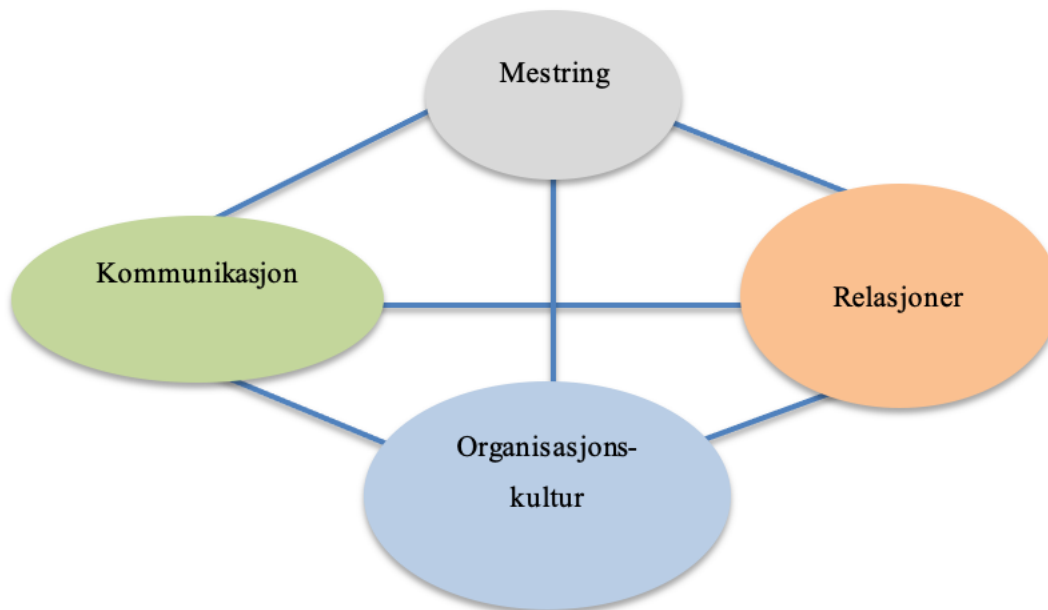 Mestring
Kommunikasjon
Relasjoner
Organisasjons-
kultur